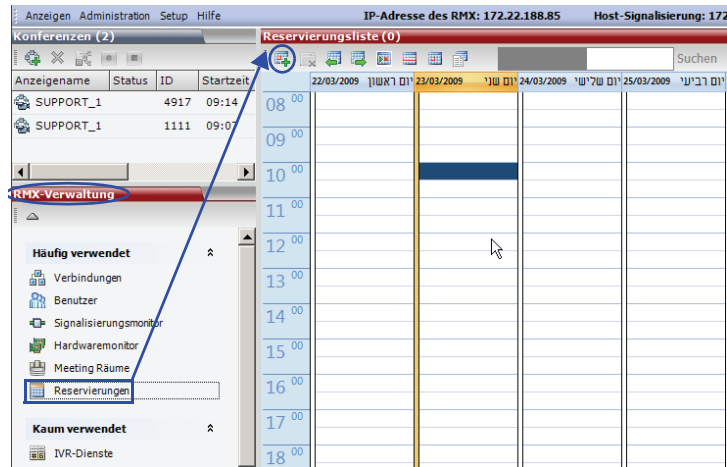 Anzeigen Administration Setup Hilfe IP-Adresse des RMX: 172.22.188.85 Host-Signalisierung: 172
Konferenzen (2)
Anzeigename Status ID Startzeit
SUPPORT_1 4917 09:14
SUPPORT_1 1111 09:07
RMX-Verwaltung
Häufig verwendet
Verbindungen
Benutzer
Signalisierungsmonitor
Hardwaremonitor
Meeting Räume
Reservierungen
Kaum verwendet
IVR-Dienste
Reservierungsliste (0)
Suchen
22/03/2009 יום ראשון 23/03/2009 יום שני 24/03/2009 יום שלישי 25/03/2009 יום רביעי
08 00
09 00
10 00
11 00
12 00
13 00
14 00
15 00
16 00
17 00
18 00